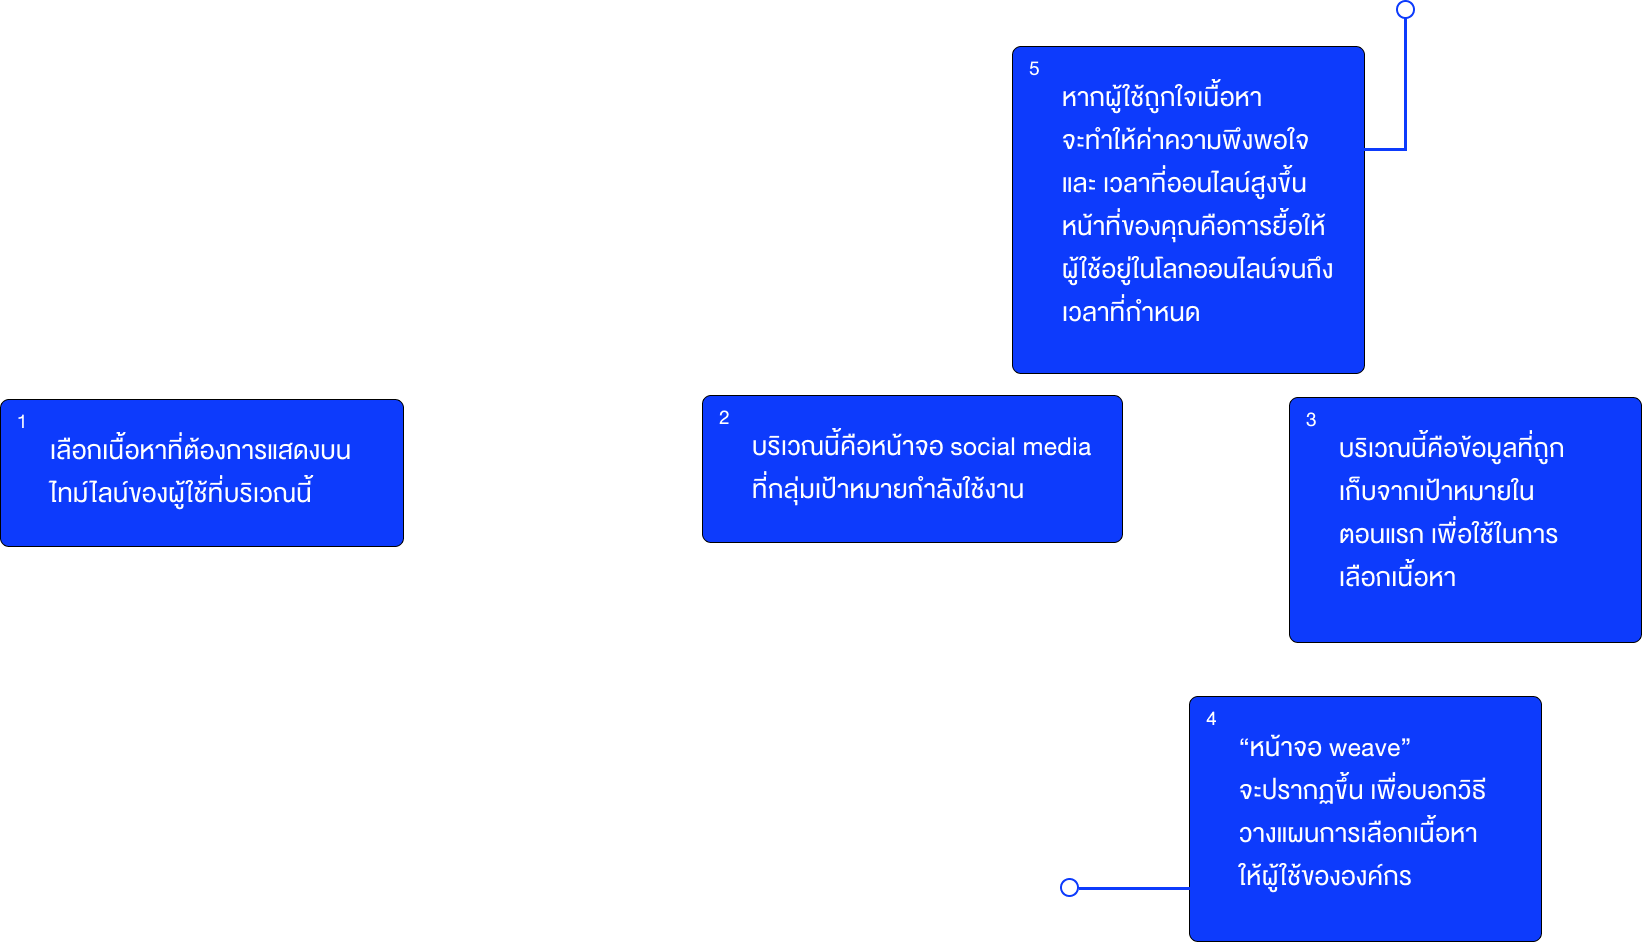 1
เลือกเนื้อหาที่ต้องการแสดงบน
ไทม์ไลน์ของผู้ใช้ที่บริเวณนี้
2
บริเวณนี้คือหน้าจอ social media
ที่กลุ่มเป้าหมายกำลังใช้งาน
3
บริเวณนี้คือข้อมูลที่ถูก
เก็บจากเป้าหมายใน
ตอนแรก เพื่อใช้ในการ
เลือกเนื้อหา
4
“หน้าจอ weave”
จะปรากฏขึ้น เพื่อบอกวิธี
วางแผนการเลือกเนื้อหา
ให้ผู้ใช้ขององค์กร
5
หากผู้ใช้ถูกใจเนื้อหา
จะทำให้ค่าความพึงพอใจ
และ เวลาที่ออนไลน์สูงขึ้น
หน้าที่ของคุณคือการยื้อให้
ผู้ใช้อยู่ในโลกออนไลน์จนถึง
เวลาที่กำหนด